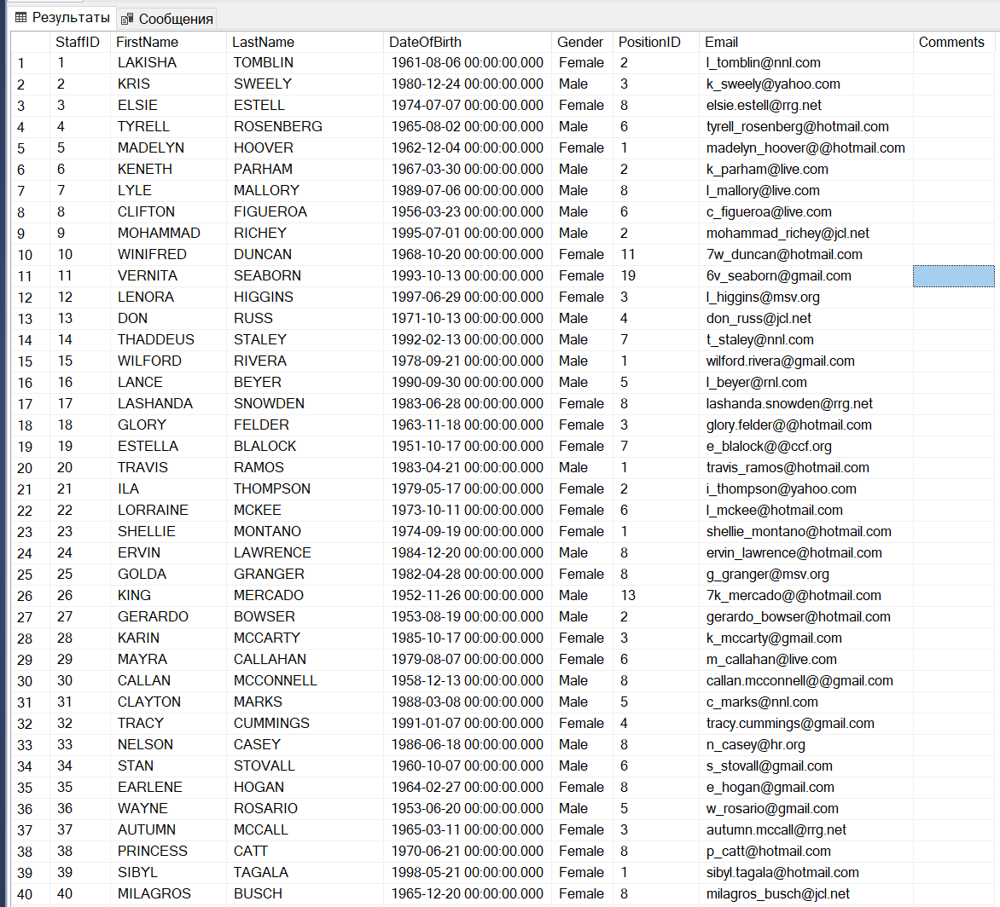 Результаты Сообщения
StaffID FirstName LastName DateOfBirth Gender PositionID Email Comments
1 1 LAKISHA TOMBLIN 1961-08-06 00:00:00.000 Female 2 l_tomblin@nnl.com
2 2 KRIS SWEELY 1980-12-24 00:00:00.000 Male 3 k_sweely@yahoo.com
3 3 ELSIE ESTELL 1974-07-07 00:00:00.000 Female 8 elsie.estell@rrg.net
4 4 TYRELL ROSENBERG 1965-08-02 00:00:00.000 Male 6 tyrell_rosenberg@hotmail.com
5 5 MADELYN HOOVER 1962-12-04 00:00:00.000 Female 1 madelyn_hoover@@hotmail.com
6 6 KENETH PARHAM 1967-03-30 00:00:00.000 Male 2 k_parham@live.com
7 7 LYLE MALLORY 1989-07-06 00:00:00.000 Male 8 l_mallory@live.com
8 8 CLIFTON FIGUEROA 1956-03-23 00:00:00.000 Male 6 c_figueroa@live.com
9 9 MOHAMMAD RICHEY 1995-07-01 00:00:00.000 Male 2 mohammad_richey@jcl.net
10 10 WINIFRED DUNCAN 1968-10-20 00:00:00.000 Female 11 7w_duncan@hotmail.com
11 11 VERNITA SEABORN 1993-10-13 00:00:00.000 Female 19 6v_seaborn@gmail.com
12 12 LENORA HIGGINS 1997-06-29 00:00:00.000 Female 3 l_higgins@msv.org
13 13 DON RUSS 1971-10-13 00:00:00.000 Male 4 don_russ@jcl.net
14 14 THADDEUS STALEY 1992-02-13 00:00:00.000 Male 7 t_staley@nnl.com
15 15 WILFORD RIVERA 1978-09-21 00:00:00.000 Male 1 wilford.rivera@gmail.com
16 16 LANCE BEYER 1990-09-30 00:00:00.000 Male 5 l_beyer@rnl.com
17 17 LASHANDA SNOWDEN 1983-06-28 00:00:00.000 Female 8 lashanda.snowden@rrg.net
18 18 GLORY FELDER 1963-11-18 00:00:00.000 Female 3 glory.felder@@hotmail.com
19 19 ESTELLA BLALOCK 1951-10-17 00:00:00.000 Female 7 e_blalock@@ccf.org
20 20 TRAVIS RAMOS 1983-04-21 00:00:00.000 Male 1 travis_ramos@hotmail.com
21 21 ILA THOMPSON 1979-05-17 00:00:00.000 Female 2 i_thompson@yahoo.com
22 22 LORRAINE MCKEE 1973-10-11 00:00:00.000 Female 6 l_mckee@hotmail.com
23 23 SHELLIE MONTANO 1974-09-19 00:00:00.000 Female 1 shellie_montano@hotmail.com
24 24 ERVIN LAWRENCE 1984-12-20 00:00:00.000 Male 8 ervin_lawrence@hotmail.com
25 25 GOLDA GRANGER 1982-04-28 00:00:00.000 Female 8 g_granger@msv.org
26 26 KING MERCADO 1952-11-26 00:00:00.000 Male 13 7k_mercado@@hotmail.com
27 27 GERARDO BOWSER 1953-08-19 00:00:00.000 Male 2 gerardo_bowser@hotmail.com
28 28 KARIN MCCARTY 1985-10-17 00:00:00.000 Female 3 k_mccarty@gmail.com
29 29 MAYRA CALLAHAN 1979-08-07 00:00:00.000 Female 6 m_callahan@live.com
30 30 CALLAN MCCONNELL 1958-12-13 00:00:00.000 Male 8 callan.mcconnell@@gmail.com
31 31 CLAYTON MARKS 1988-03-08 00:00:00.000 Male 5 c_marks@nnl.com
32 32 TRACY CUMMINGS 1991-01-07 00:00:00.000 Female 4 tracy.cummings@gmail.com
33 33 NELSON CASEY 1986-06-18 00:00:00.000 Male 8 n_casey@hr.org
34 34 STAN STOVALL 1960-10-07 00:00:00.000 Male 6 s_stovall@gmail.com
35 35 EARLENE HOGAN 1964-02-27 00:00:00.000 Female 8 e_hogan@gmail.com
36 36 WAYNE ROSARIO 1953-06-20 00:00:00.000 Male 5 w_rosario@gmail.com
37 37 AUTUMN MCCALL 1965-03-11 00:00:00.000 Female 3 autumn.mccall@rrg.net
38 38 PRINCESS CATT 1970-06-21 00:00:00.000 Female 8 p_catt@hotmail.com
39 39 SIBYL TAGALA 1998-05-21 00:00:00.000 Female 1 sibyl.tagala@hotmail.com
40 40 MILAGROS BUSCH 1965-12-20 00:00:00.000 Female 8 milagros_busch@jcl.net